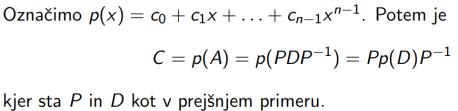 Označimo p(x) = c₀ + c₁x + … + cₙ₋₁xⁿ⁻¹. Potem je
C = p(A) = p(PDP⁻¹) = Pp(D)P⁻¹
kjer sta P in D kot v prejšnjem primeru.